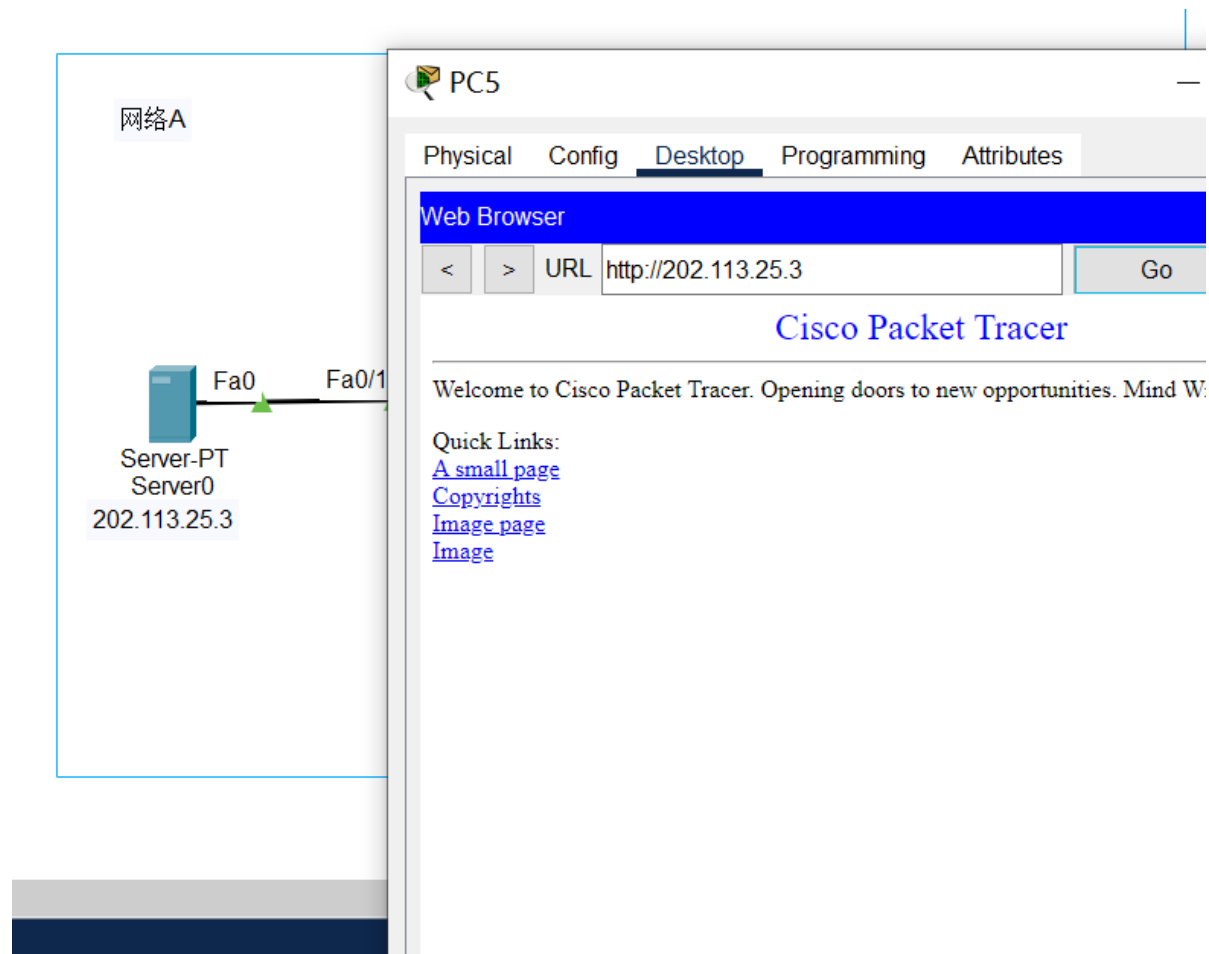 网络A
Fa0
Fa0/1
Server-PT
Server0
202.113.25.3
PC5
Physical Config Desktop Programming Attributes
Web Browser
< > URL http://202.113.25.3 Go
Cisco Packet Tracer
Welcome to Cisco Packet Tracer. Opening doors to new opportunities. Mind
Quick Links:
A small page
Copyrights
Image page
Image